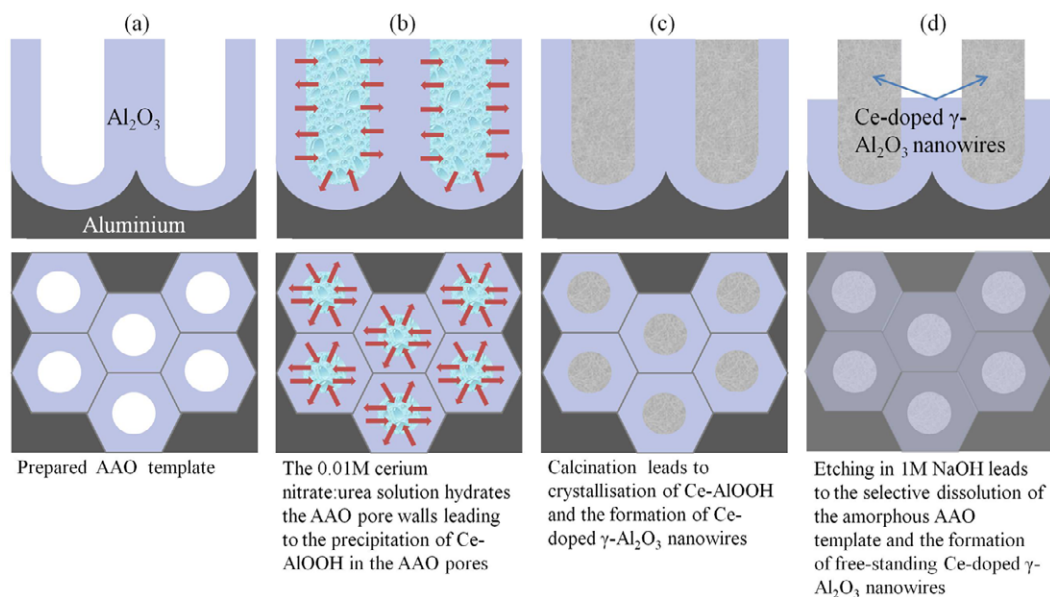 (a)
(b)
(c)
(d)
Al₂O₃
Aluminium
Ce-doped γ-
Al₂O₃ nanowires
Prepared AAO template
The 0.01M cerium
nitrate:urea solution hydrates
the AAO pore walls leading
to the precipitation of Ce-
AlOOH in the AAO pores
Calcination leads to
crystallisation of Ce-AlOOH
and the formation of Ce-
doped γ-Al₂O₃ nanowires
Etching in 1M NaOH leads
to the selective dissolution of
the amorphous AAO
template and the formation
of free-standing Ce-doped γ-
Al₂O₃ nanowires